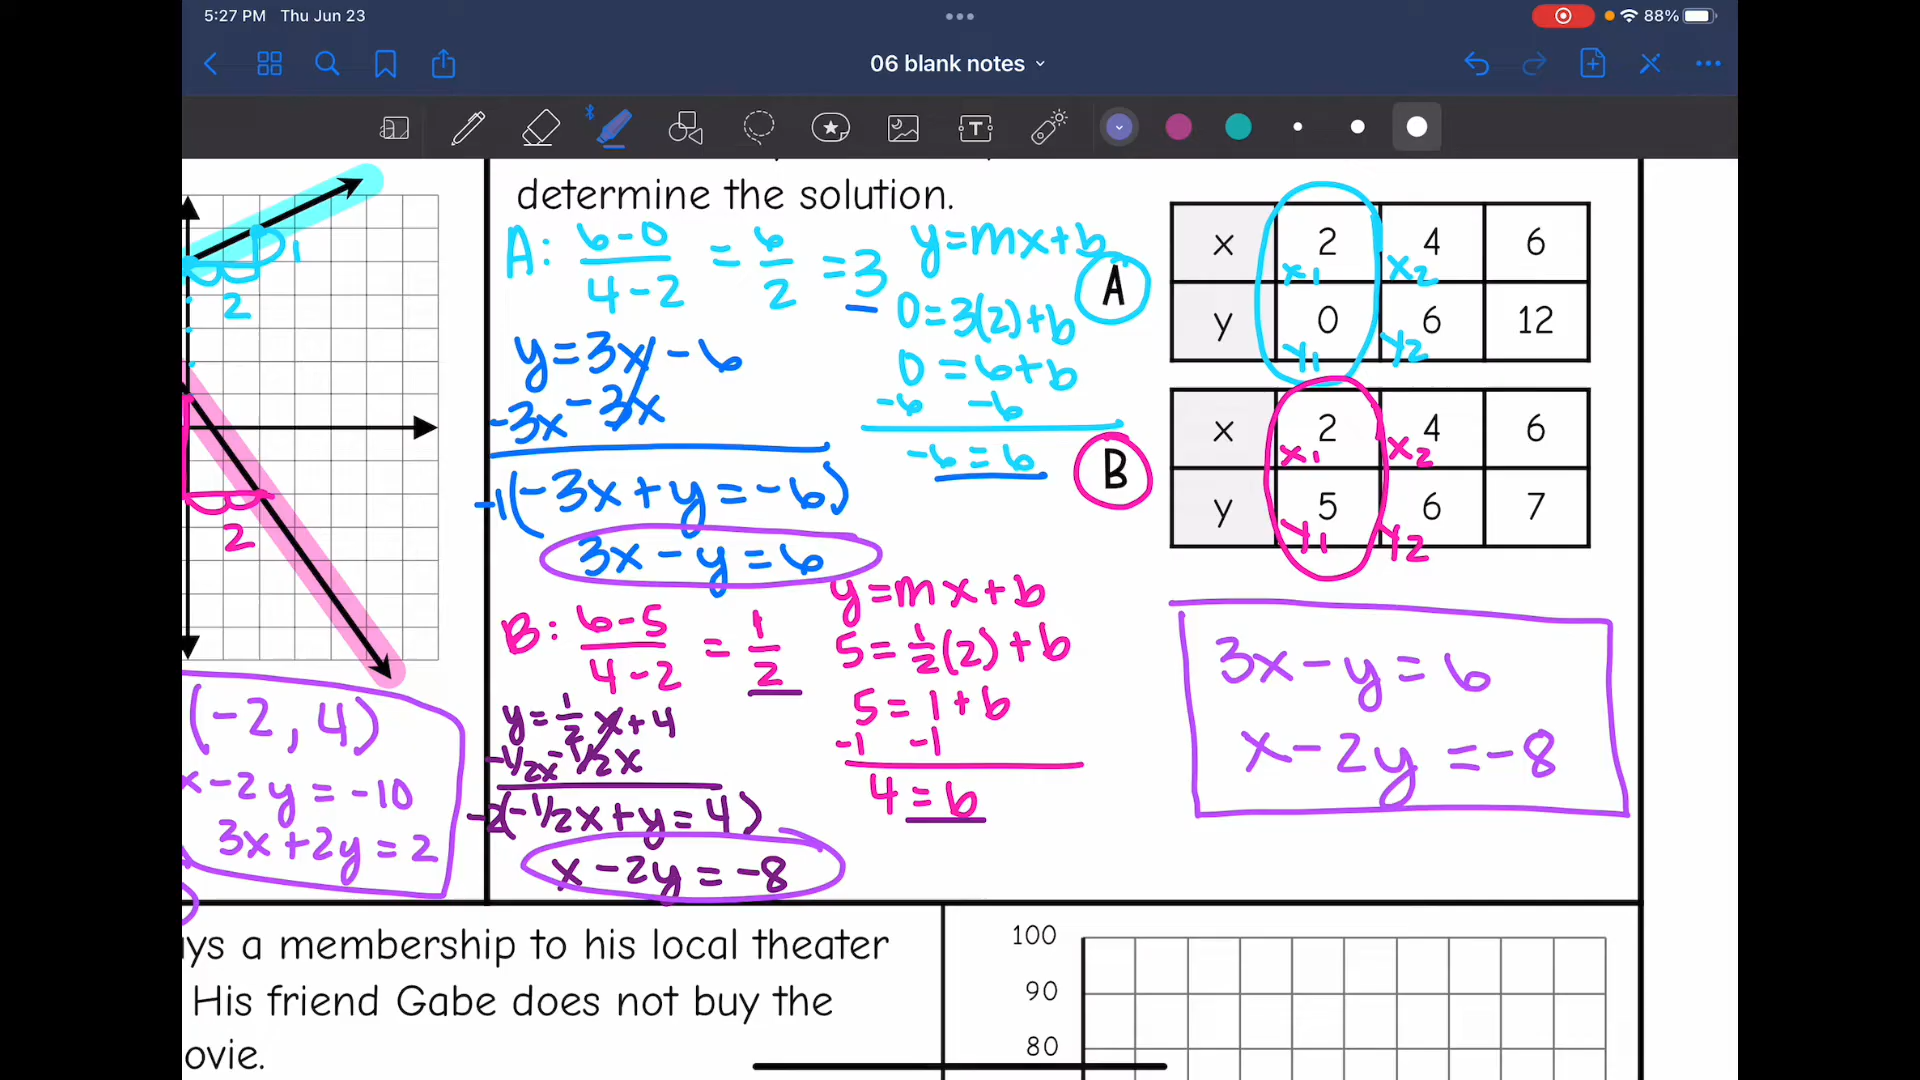 5:27 PM Thu Jun 23
88%
06 blank notes
determine the solution.
A: 6-0/4-2 = 6/2 = 3
y=3x-6
-3x -3x
-1(-3x+y=-6)
3x-y=6
y=mx+b
0=3(2)+b
0=6+b
-6 -6
-6=b
A
x 2 4 6
x1 x2
y 0 6 12
y1 y2
B
x 2 4 6
x1 x2
y 5 6 7
y1 y2
B: 6-5/4-2 = 1/2
y=1/2x+4
-1/2x -1/2x
-2(-1/2x+y=4)
x-2y=-8
y=mx+b
5=1/2(2)+b
5=1+b
-1 -1
4=b
3x-y=6
x-2y=-8
1
2
2
(-2, 4)
x-2y=-10
3x+2y=2
ys a membership to his local theater
His friend Gabe does not buy the
ovie.
100
90
80